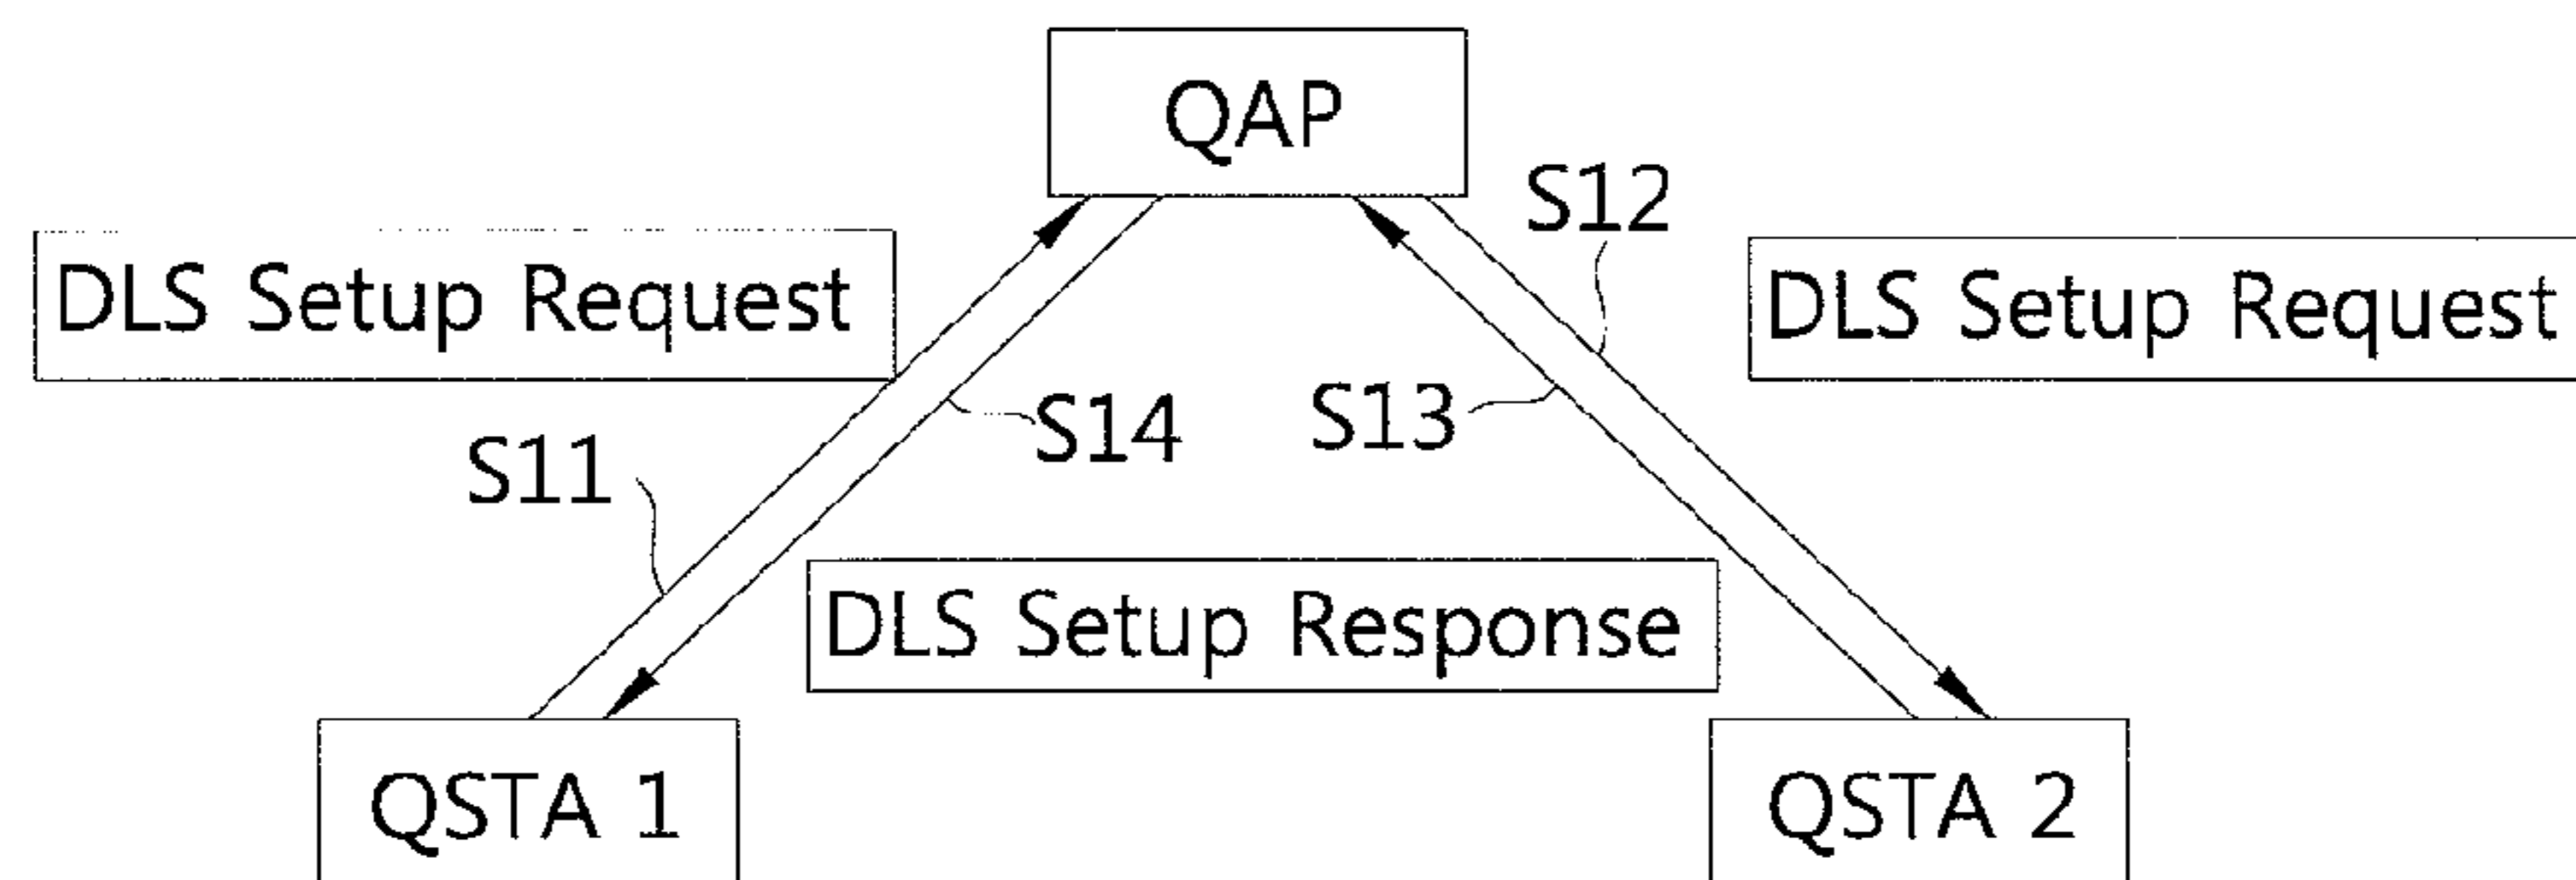 QAP
S12
DLS Setup Request
DLS Setup Request
S14
S13
S11
DLS Setup Response
QSTA 1
QSTA 2